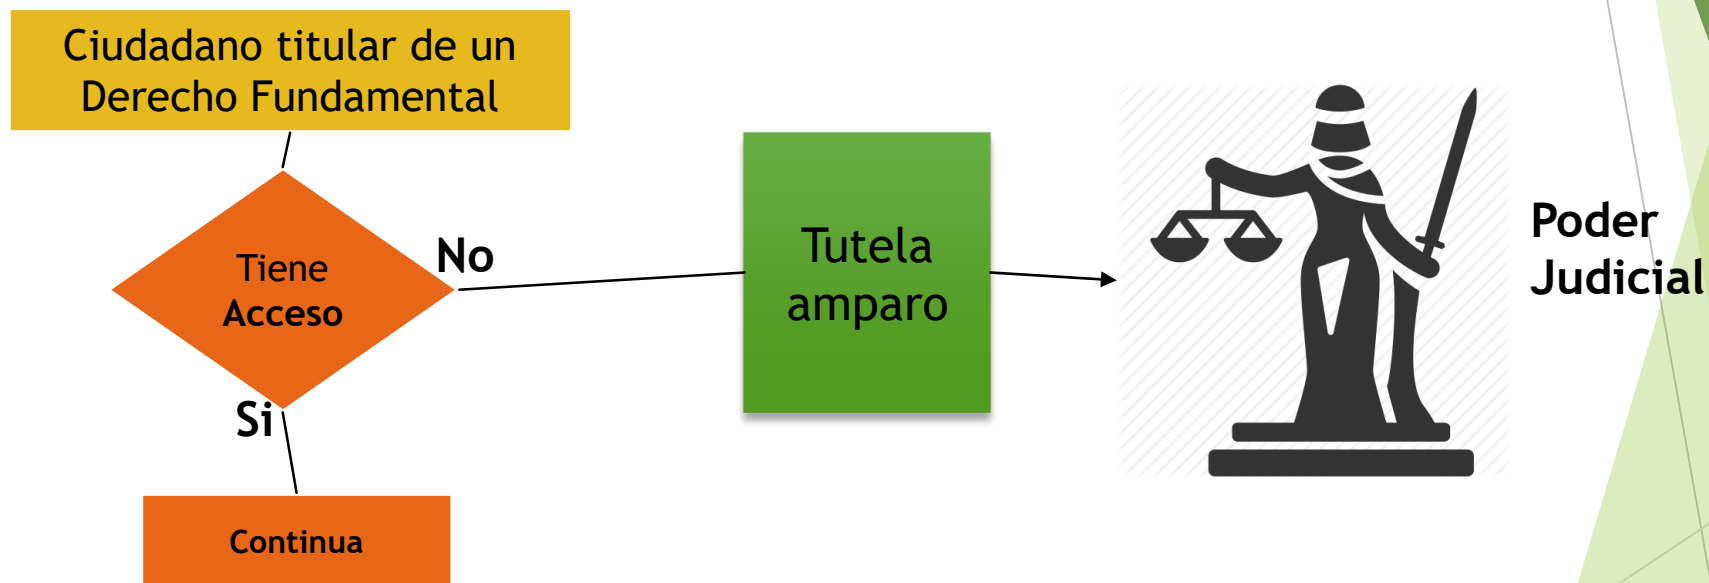 Ciudadano titular de un
Derecho Fundamental
Tiene
Acceso
No
Si
Continua
Tutela
amparo
Poder
Judicial